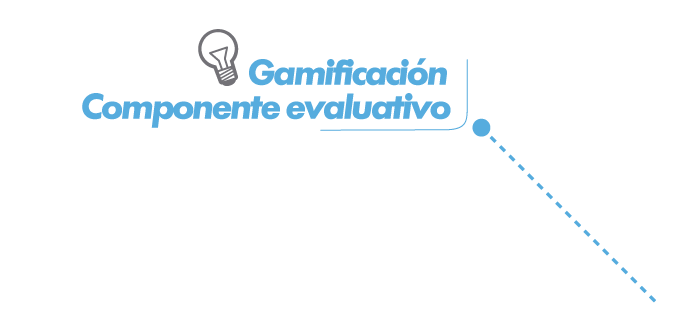 Gamificación
Componente evaluativo